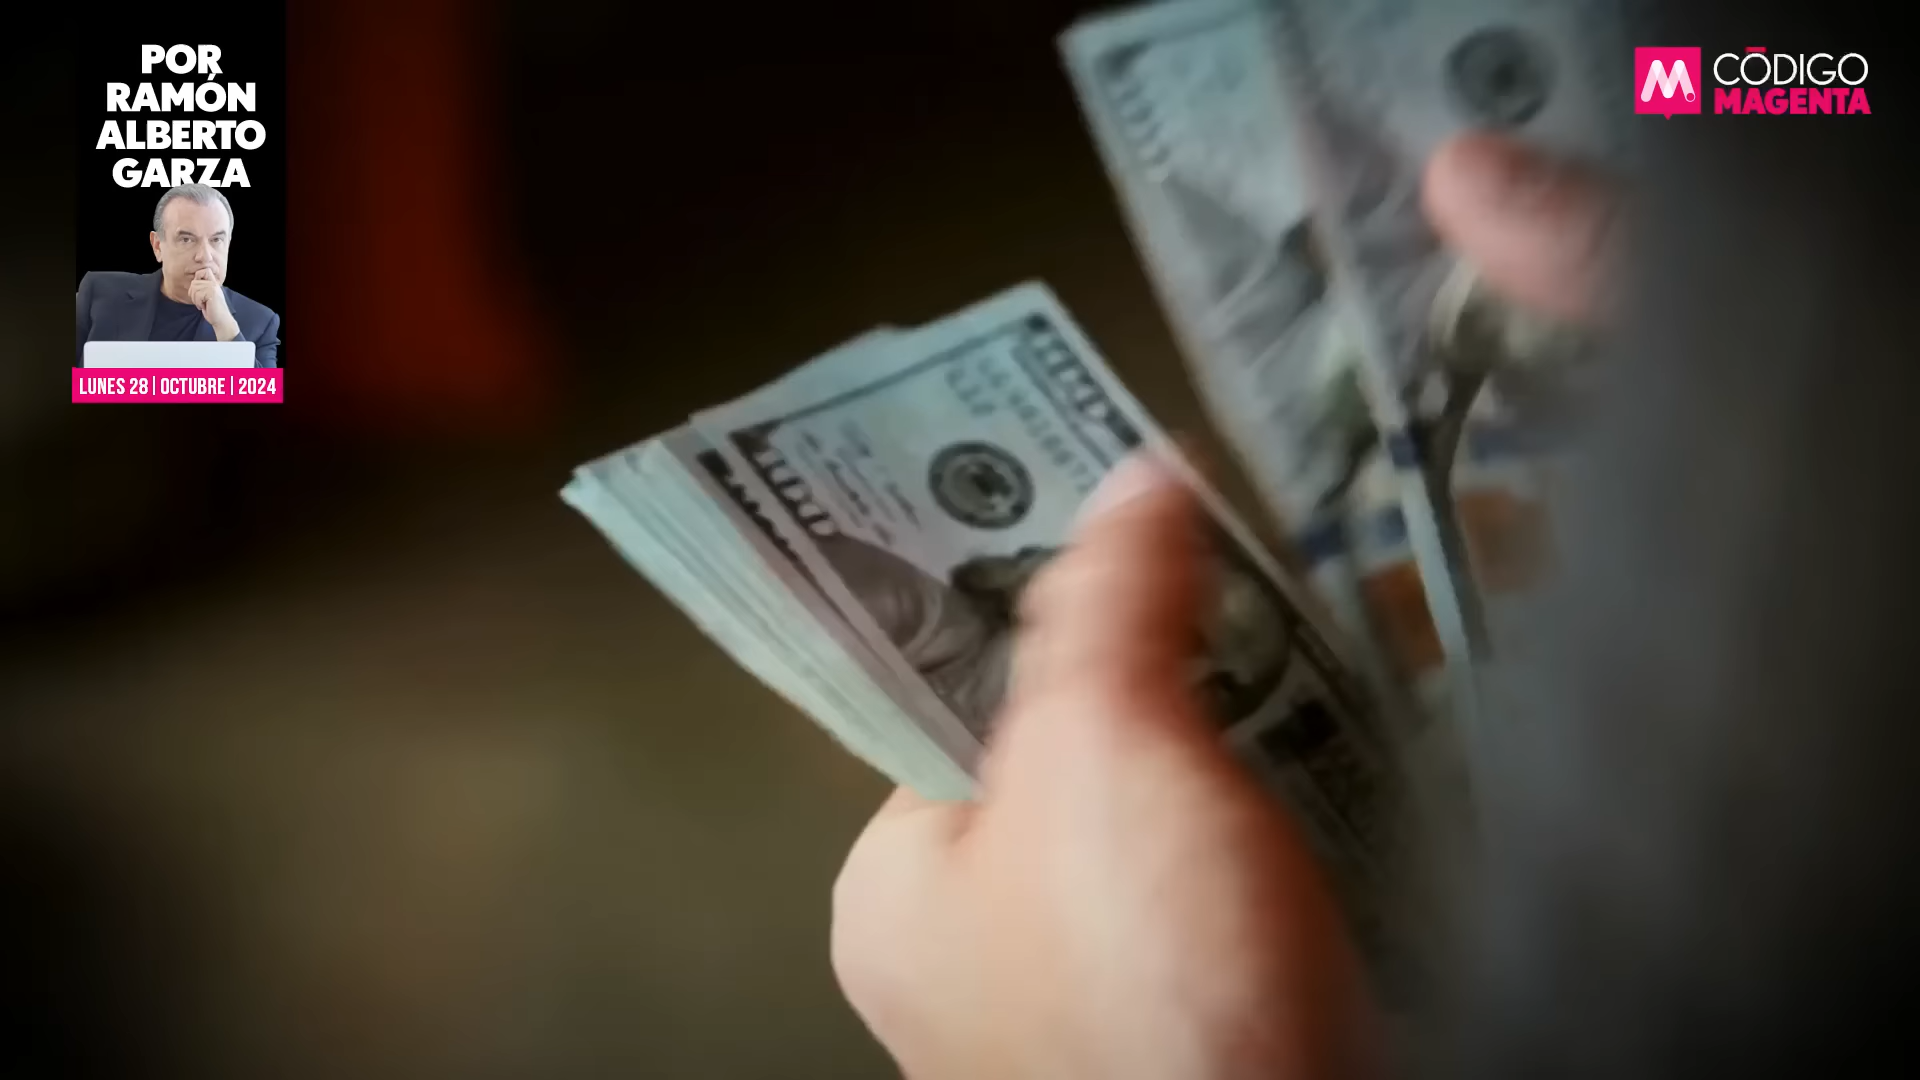 POR
RAMÓN
ALBERTO
GARZA
LUNES 28 | OCTUBRE | 2024
CÓDIGO
MAGENTA